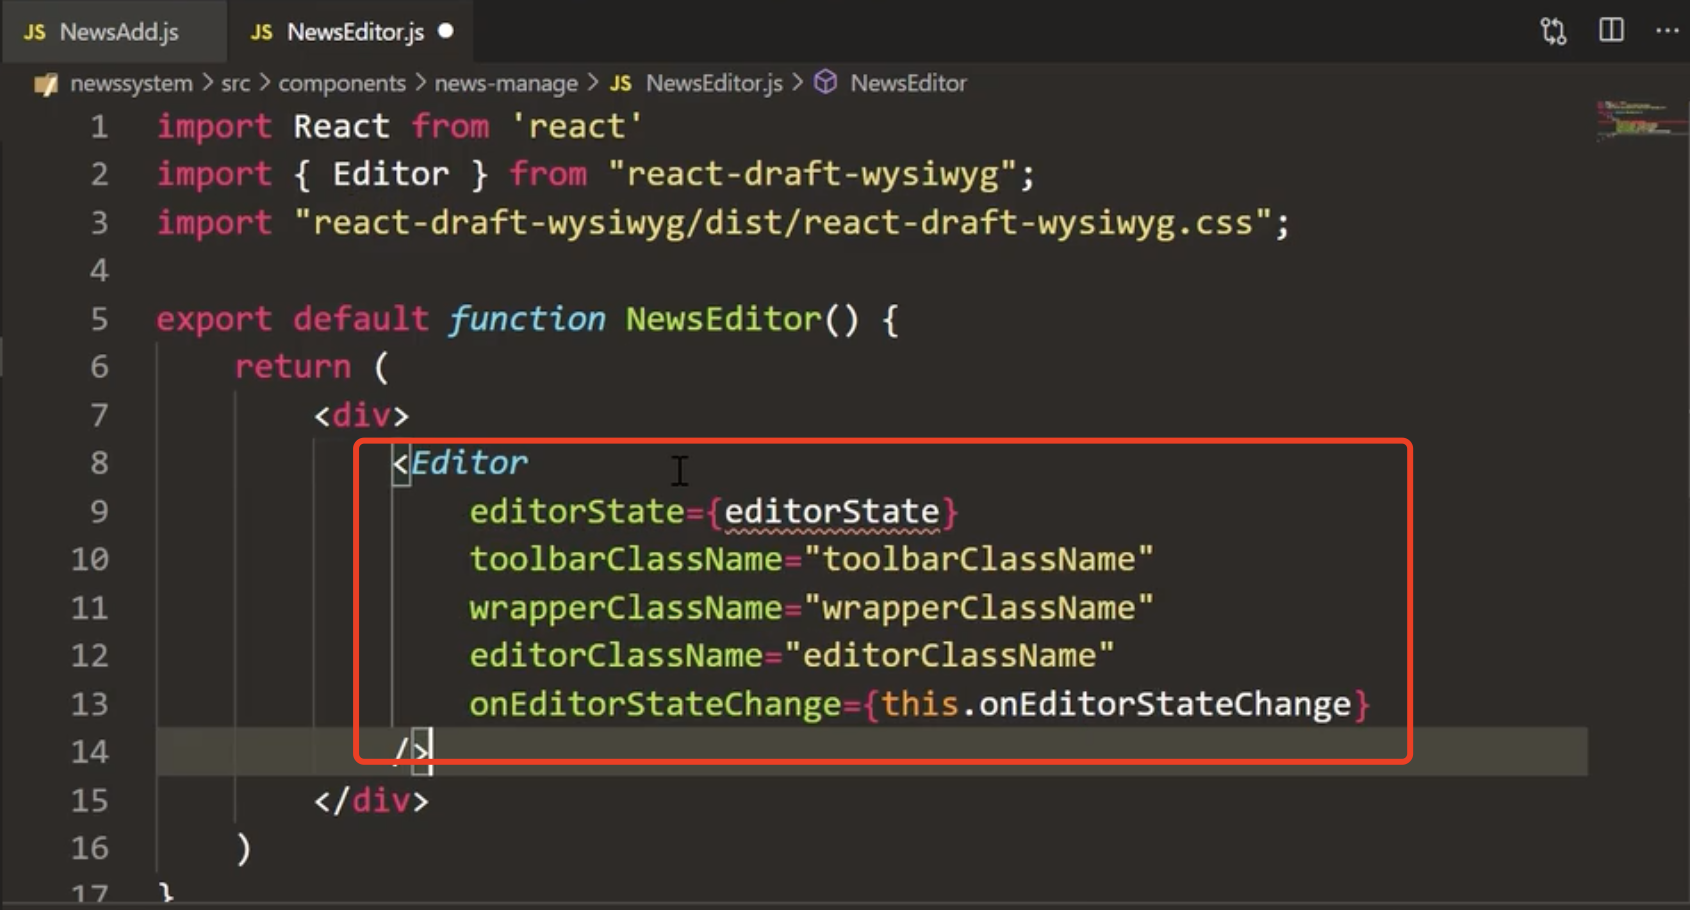 JS NewsAdd.js JS NewsEditor.js
newssystem > src > components > news-manage > JS NewsEditor.js > NewsEditor
1 import React from 'react'
2 import { Editor } from "react-draft-wysiwyg";
3 import "react-draft-wysiwyg/dist/react-draft-wysiwyg.css";
4
5 export default function NewsEditor() {
6 return (
7 <div>
8 <Editor
9 editorState={editorState}
10 toolbarClassName="toolbarClassName"
11 wrapperClassName="wrapperClassName"
12 editorClassName="editorClassName"
13 onEditorStateChange={this.onEditorStateChange}
14 />
15 </div>
16 )
17 }